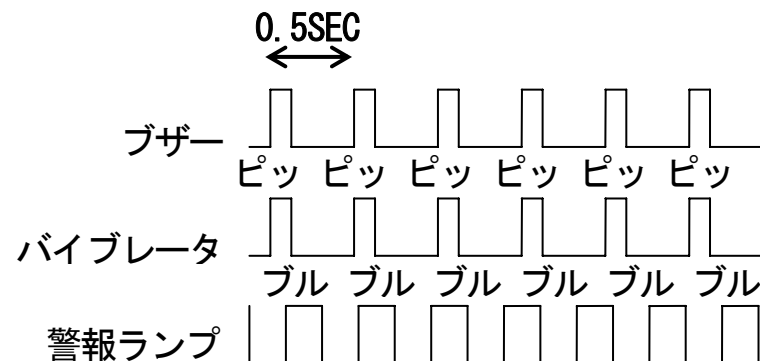 0.5SEC
ブザー
ピッ ピッ ピッ ピッ ピッ ピッ
バイブレータ
ブル ブル ブル ブル ブル ブル
警報ランプ